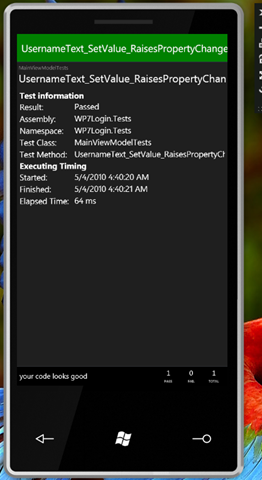 UsernameText_SetValue_RaisesPropertyChange
MainViewModelTests
UsernameText_SetValue_RaisesPropertyChan
Test information
Result: Passed
Assembly: WP7Login.Tests
Namespace: WP7Login.Tests
Test Class: MainViewModelTests
Test Method: UsernameText_SetValue_RaisesPropertyCh
Executing Timing
Started: 5/4/2010 4:40:20 AM
Finished: 5/4/2010 4:40:21 AM
Elapsed Time: 64 ms
your code looks good
1 0 1
PASS FAIL TOTAL